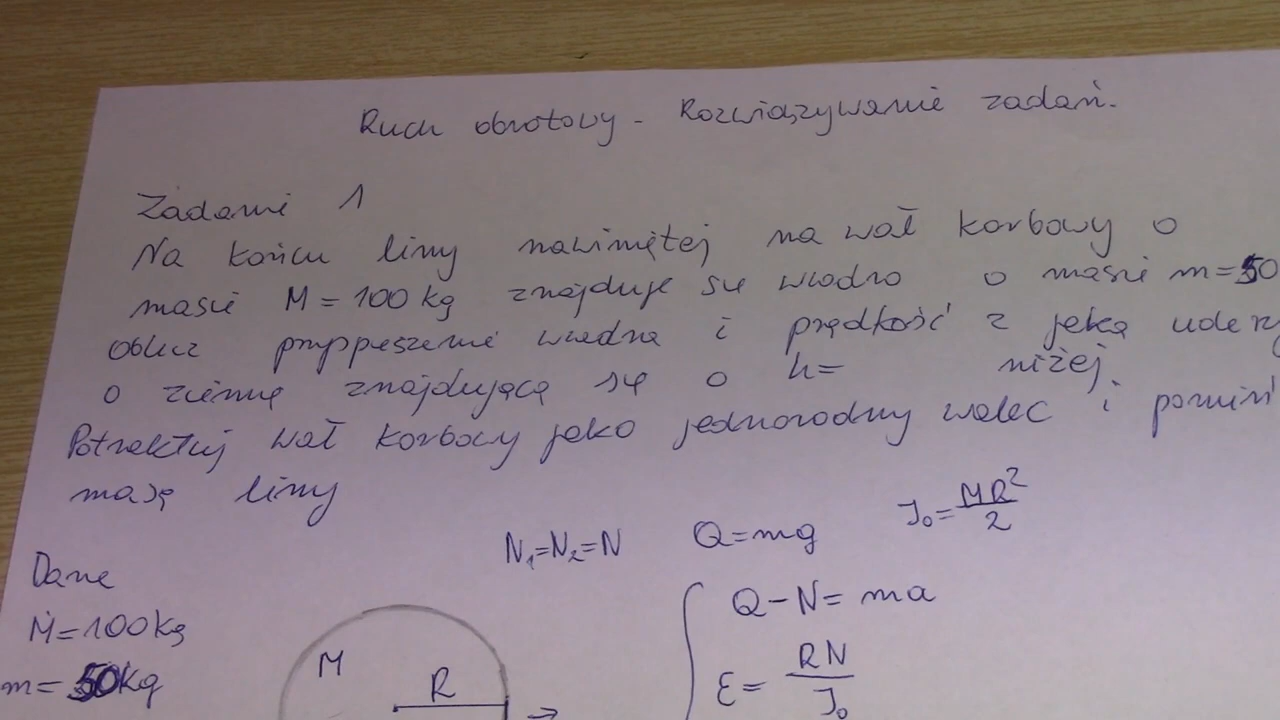 Ruch obrotowy - Rozwiązywanie zadań.
Zadanie 1
Na końcu liny nawiniętej na wał korbowy o
masie M = 100 kg znajduje się wiadro o masie m = 50
Oblicz przyspieszenie wiadra i prędkość z jaką uderz
o ziemię znajdującą się o h= niżej.
Potraktuj wał korbowy jako jednorodny walec i pomiń
masę liny
N₁=N₂=N Q=mg J₀=MR²/2
Dane
M=100kg
m=50kg
Q-N=ma
ε=RN/J₀
M
R